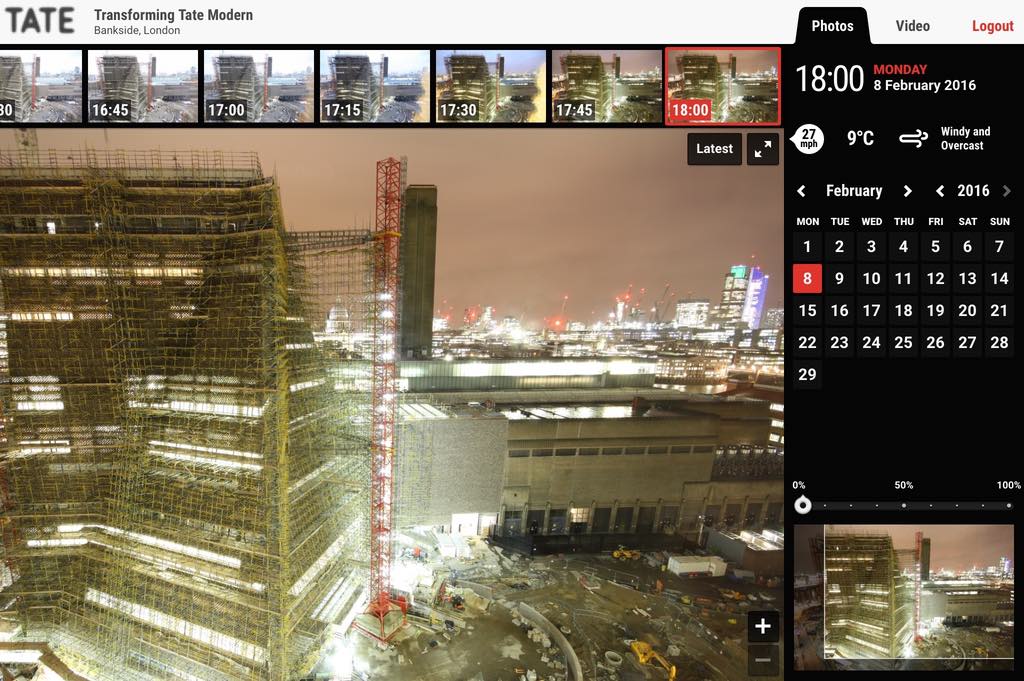 TATE
Transforming Tate Modern
Bankside, London
Photos
Video
Logout
30
16:45
17:00
17:15
17:30
17:45
18:00
Latest
18:00
MONDAY
8 February 2016
27
mph
9°C
Windy and
Overcast
February
2016
MON TUE WED THU FRI SAT SUN
1 2 3 4 5 6 7
8 9 10 11 12 13 14
15 16 17 18 19 20 21
22 23 24 25 26 27 28
29
0% 50% 100%